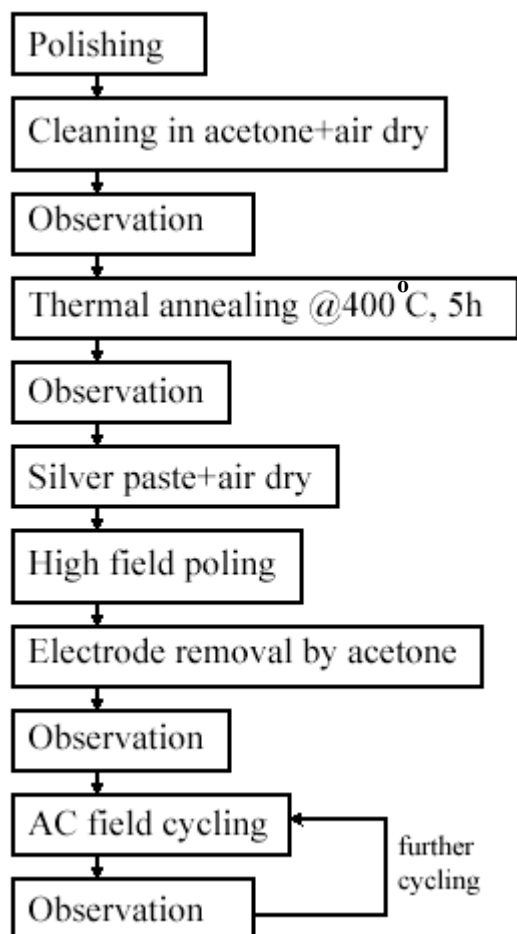 Polishing
Cleaning in acetone+air dry
Observation
Thermal annealing @400°C, 5h
Observation
Silver paste+air dry
High field poling
Electrode removal by acetone
Observation
AC field cycling
further
cycling
Observation